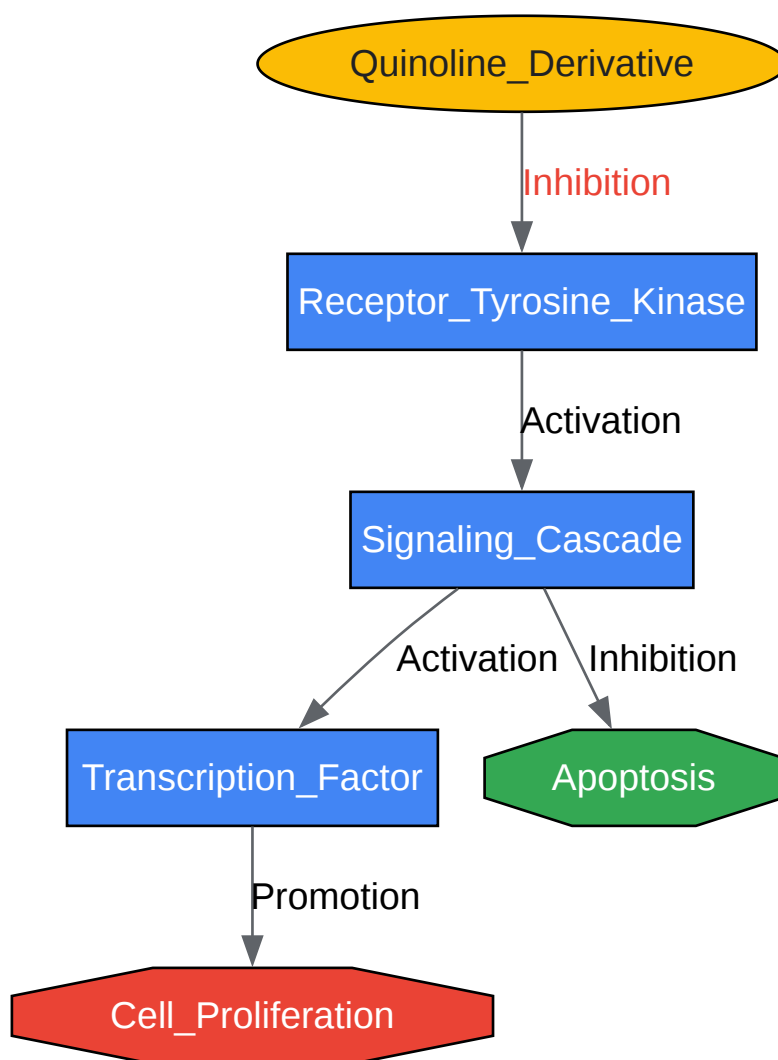 Quinoline_Derivative
Inhibition
Receptor_Tyrosine_Kinase
Activation
Signaling_Cascade
Activation
Inhibition
Transcription_Factor
Apoptosis
Promotion
Cell_Proliferation